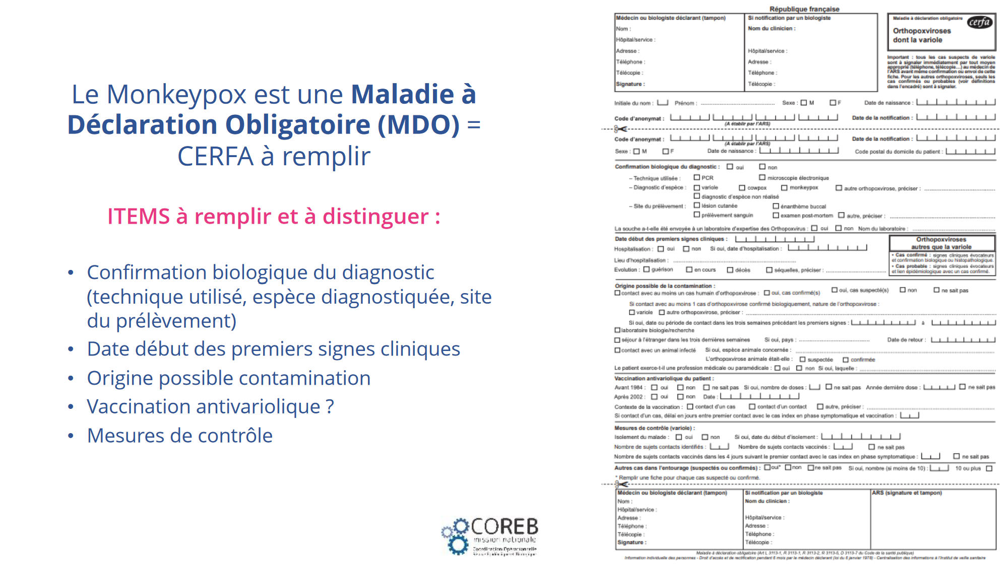 Le Monkeypox est une Maladie à
Déclaration Obligatoire (MDO) =
CERFA à remplir
ITEMS à remplir et à distinguer :
• Confirmation biologique du diagnostic
(technique utilisé, espèce diagnostiquée, site
du prélèvement)
• Date début des premiers signes cliniques
• Origine possible contamination
• Vaccination antivariolique ?
• Mesures de contrôle
COREB
mission nationale
Coordination Opérationnelle
Risque Epidémique et Biologique
République française
Médecin ou biologiste déclarant (tampon)
Nom :
Hôpital/service :
Adresse :
Téléphone :
Télécopie :
Signature :
Si notification par un biologiste
Nom du clinicien :
Hôpital/service :
Adresse :
Téléphone :
Télécopie :
Maladie à déclaration obligatoire
cerfa
Orthopoxviroses
dont la variole
Important : tous les cas suspects de variole
sont à signaler immédiatement par tout moyen
approprié (téléphone, télécopie...) au médecin de
l'ARS avant même confirmation ou envoi de cette
fiche. Pour les autres orthopoxviroses, seuls les
cas confirmés ou probables (voir définitions
dans l'encadré) sont à signaler.
Initiale du nom : Prénom : Sexe : M F Date de naissance :
Code d'anonymat : Date de la notification :
(A établir par l'ARS)
Code d'anonymat : Date de la notification :
(A établir par l'ARS)
Sexe : M F Date de naissance : Code postal du domicile du patient :
Confirmation biologique du diagnostic : oui non
– Technique utilisée : PCR microscopie électronique
– Diagnostic d'espèce : variole cowpox monkeypox autre orthopoxvirose, préciser :
diagnostic d'espèce non réalisé
– Site du prélèvement : lésion cutanée énanthème buccal
prélèvement sanguin examen post-mortem autre, préciser :
La souche a-t-elle été envoyée à un laboratoire d'expertise des Orthopoxvirus : oui non Nom du laboratoire :
Date début des premiers signes cliniques :
Hospitalisation : oui non Si oui, date d'hospitalisation :
Lieu d'hospitalisation :
Evolution : guérison en cours décès séquelles, préciser :
Orthopoxviroses
autres que la variole
• Cas confirmé : signes cliniques évocateurs
et confirmation biologique ou histopathologique.
• Cas probable : signes cliniques évocateurs
et lien épidémiologique avec un cas confirmé.
Origine possible de la contamination :
contact avec au moins un cas humain d'orthopoxvirose : oui, cas confirmé(s) oui, cas suspecté(s) non ne sait pas
Si contact avec au moins 1 cas d'orthopoxvirose confirmé biologiquement, nature de l'orthopoxvirose :
variole autre orthopoxvirose, préciser :
Si oui, date ou période de contact dans les trois semaines précédant les premiers signes : à
laboratoire biologie/recherche
séjour à l'étranger dans les trois dernières semaines Si oui, pays : Date de retour :
contact avec un animal infecté Si oui, espèce animale concernée :
L'orthopoxvirose animale était-elle : suspectée confirmée
Le patient exerce-t-il une profession médicale ou paramédicale : oui non Si oui, laquelle :
Vaccination antivariolique du patient :
Avant 1984 : oui non ne sait pas Si oui, nombre de doses : ne sait pas Année dernière dose : ne sait pas
Après 2002 : oui non Date :
Contexte de la vaccination : contact d'un cas contact d'un contact autre, préciser :
Si contact d'un cas, délai en jours entre premier contact avec le cas index en phase symptomatique et vaccination :
Mesures de contrôle (variole) :
Isolement du malade : oui non Si oui, date du début d'isolement :
Nombre de sujets contacts identifiés : Nombre de sujets contacts vaccinés : ne sait pas
Nombre de sujets contacts vaccinés dans les 4 jours suivant le premier contact avec le cas index en phase symptomatique : ne sait pas
Autres cas dans l'entourage (suspectés ou confirmés) : oui* non ne sait pas Si oui, nombre (si moins de 10) : 10 ou plus
* Remplir une fiche pour chaque cas suspecté ou confirmé.
Médecin ou biologiste déclarant (tampon)
Nom :
Hôpital/service :
Adresse :
Téléphone :
Télécopie :
Signature :
Si notification par un biologiste
Nom du clinicien :
Hôpital/service :
Adresse :
Téléphone :
Télécopie :
ARS (signature et tampon)
Maladie à déclaration obligatoire (Art L 3113-1, R 3113-1, R 3113-2, R 3113-5, D 3113-7 du Code de la santé publique)
Information individuelle des personnes - Droit d'accès et de rectification pendant 6 mois par le médecin déclarant (loi du 6 janvier 1978) - Centralisation des informations à l'Institut de veille sanitaire